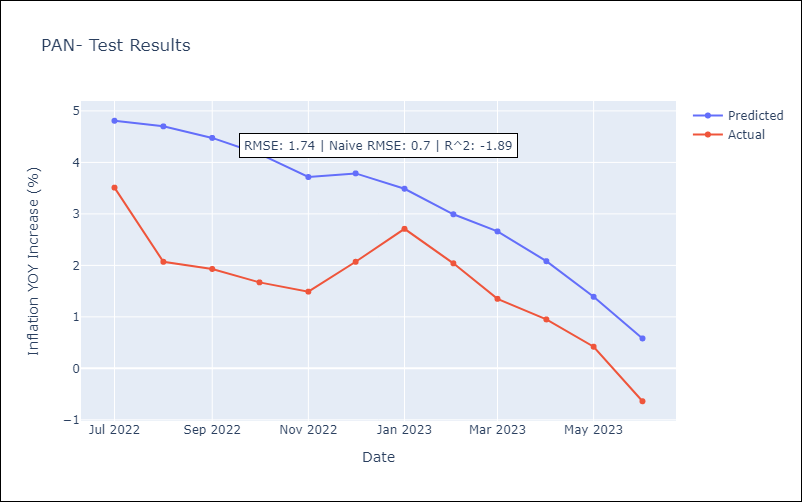 PAN- Test Results
Predicted
Actual
RMSE: 1.74 | Naive RMSE: 0.7 | R^2: -1.89
Inflation YOY Increase (%)
5
4
3
2
1
0
−1
Jul 2022 Sep 2022 Nov 2022 Jan 2023 Mar 2023 May 2023
Date